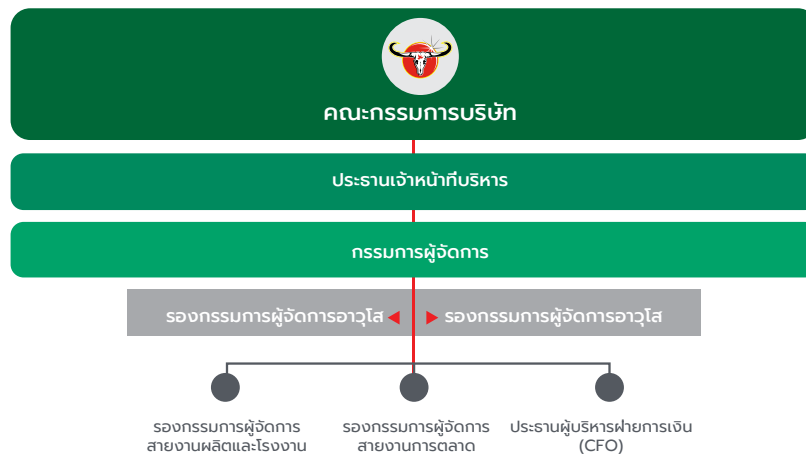 คณะกรรมการบริษัท
ประธานเจ้าหน้าที่บริหาร
กรรมการผู้จัดการ
รองกรรมการผู้จัดการอาวุโส รองกรรมการผู้จัดการอาวุโส
รองกรรมการผู้จัดการ รองกรรมการผู้จัดการ ประธานผู้บริหารฝ่ายการเงิน
สายงานผลิตและโรงงาน สายงานการตลาด (CFO)